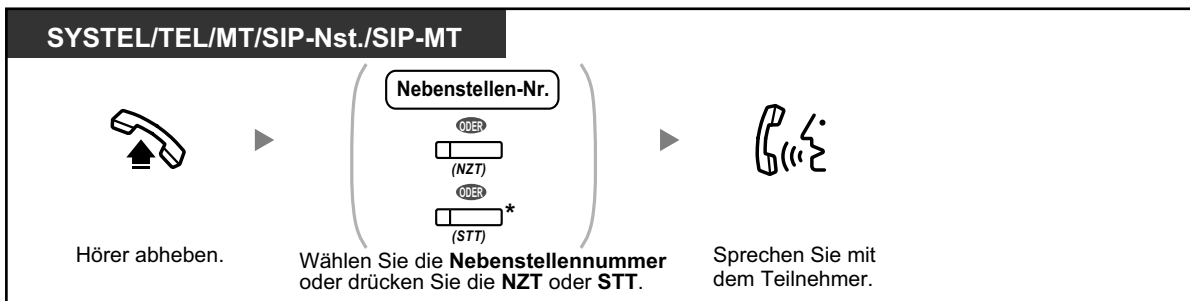 SYSTEL/TEL/MT/SIP-Nst./SIP-MT
Nebenstellen-Nr.
ODER
(NZT)
ODER
*
(STT)
Hörer abheben.
Wählen Sie die Nebenstellennummer
oder drücken Sie die NZT oder STT.
Sprechen Sie mit
dem Teilnehmer.